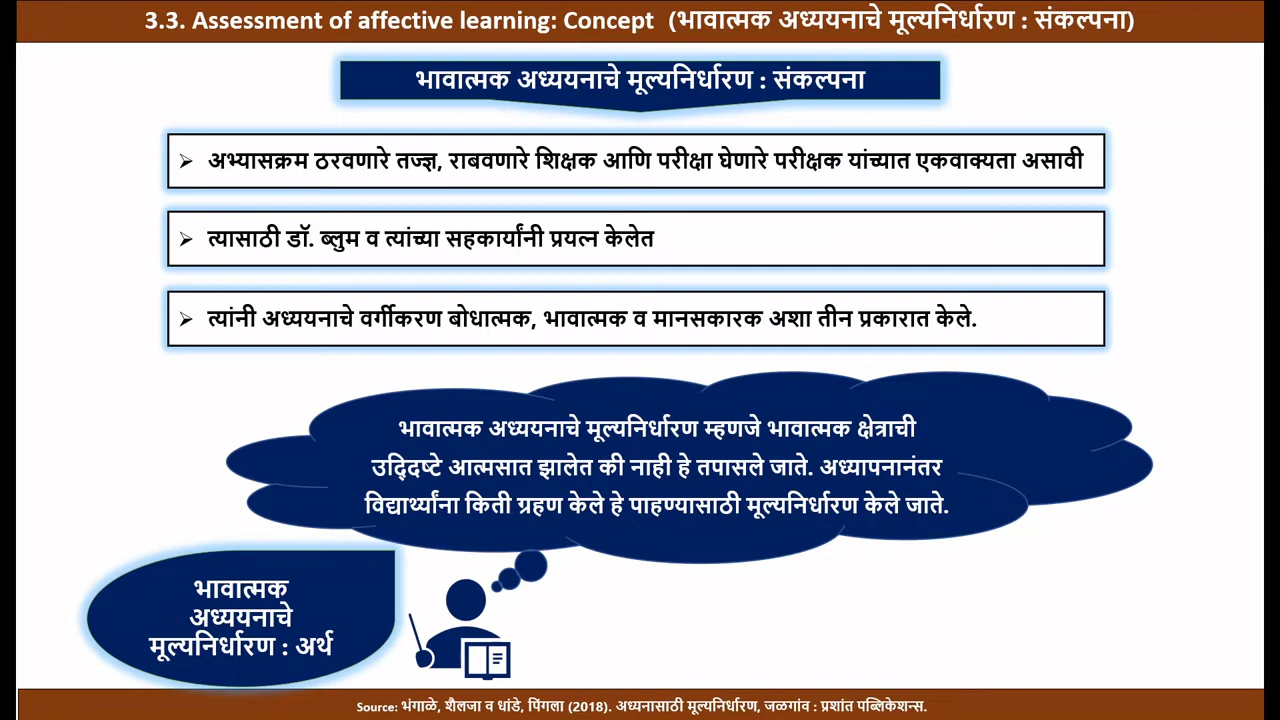 3.3. Assessment of affective learning: Concept (भावात्मक अध्ययनाचे मूल्यनिर्धारण : संकल्पना)
भावात्मक अध्ययनाचे मूल्यनिर्धारण : संकल्पना
➢ अभ्यासक्रम ठरवणारे तज्ज्ञ, राबवणारे शिक्षक आणि परीक्षा घेणारे परीक्षक यांच्यात एकवाक्यता असावी
➢ त्यासाठी डॉ. ब्लुम व त्यांच्या सहकार्यांनी प्रयत्न केलेत
➢ त्यांनी अध्ययनाचे वर्गीकरण बोधात्मक, भावात्मक व मानसकारक अशा तीन प्रकारात केले.
भावात्मक अध्ययनाचे मूल्यनिर्धारण म्हणजे भावात्मक क्षेत्राची
उद्दिष्टे आत्मसात झालेत की नाही हे तपासले जाते. अध्यापनानंतर
विद्यार्थ्यांना किती ग्रहण केले हे पाहण्यासाठी मूल्यनिर्धारण केले जाते.
भावात्मक
अध्ययनाचे
मूल्यनिर्धारण : अर्थ
Source: भंगाळे, शैलजा व धांडे, पिंगला (2018). अध्यनासाठी मूल्यनिर्धारण, जळगांव : प्रशांत पब्लिकेशन्स.